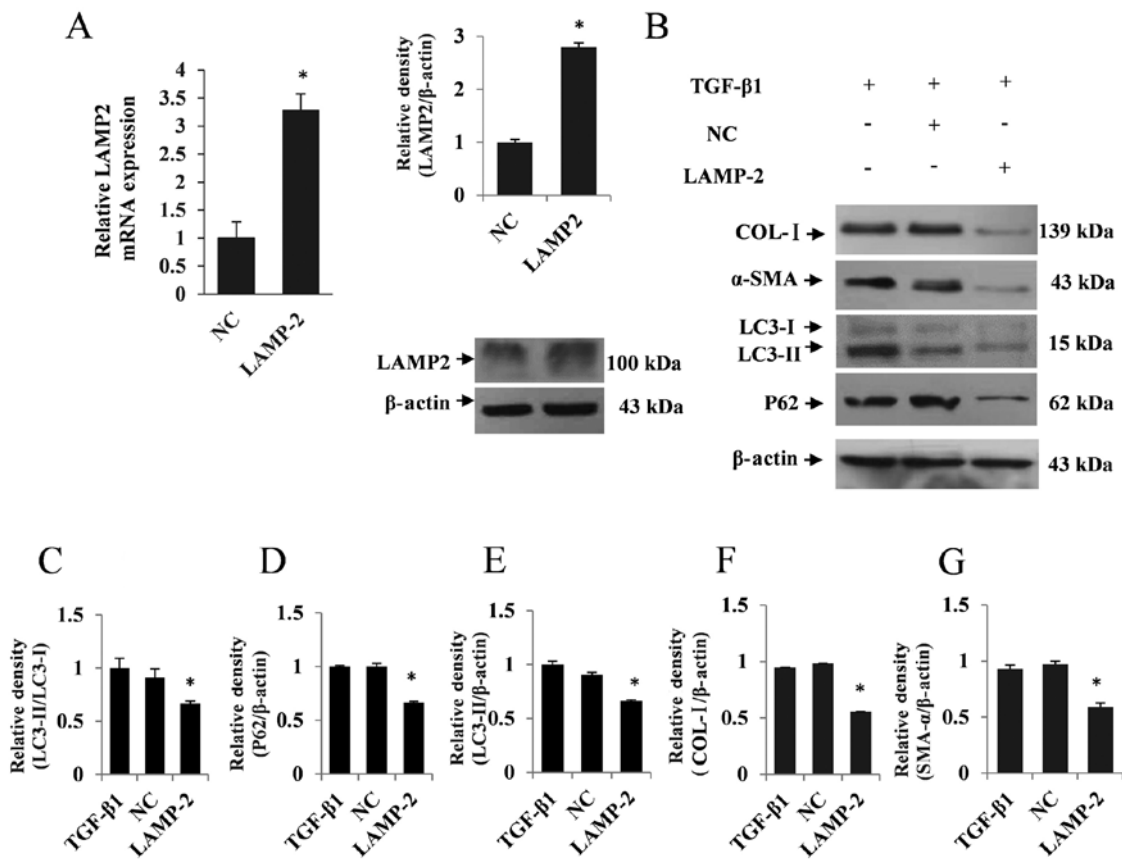 A
Relative LAMP2
mRNA expression
4
3.5
3
2.5
2
1.5
1
0.5
0
*
NC
LAMP-2
Relative density
(LAMP2/β-actin)
3
2
1
0
*
NC
LAMP2
LAMP2
100 kDa
β-actin
43 kDa
B
TGF-β1 + + +
NC - + -
LAMP-2 - - +
COL-Ⅰ 139 kDa
α-SMA 43 kDa
LC3-I
LC3-II 15 kDa
P62 62 kDa
β-actin 43 kDa
C
Relative density
(LC3-II/LC3-I)
1.5
1
0.5
0
*
TGF-β1
NC
LAMP-2
D
Relative density
(P62/β-actin)
1.5
1
0.5
0
*
TGF-β1
NC
LAMP-2
E
Relative density
(LC3-II/β-actin)
1.5
1
0.5
0
*
TGF-β1
NC
LAMP-2
F
Relative density
( COL-Ⅰ/β-actin)
1.5
1
0.5
0
*
TGF-β1
NC
LAMP-2
G
Relative density
(SMA-α/β-actin)
1.5
1
0.5
0
*
TGF-β1
NC
LAMP-2